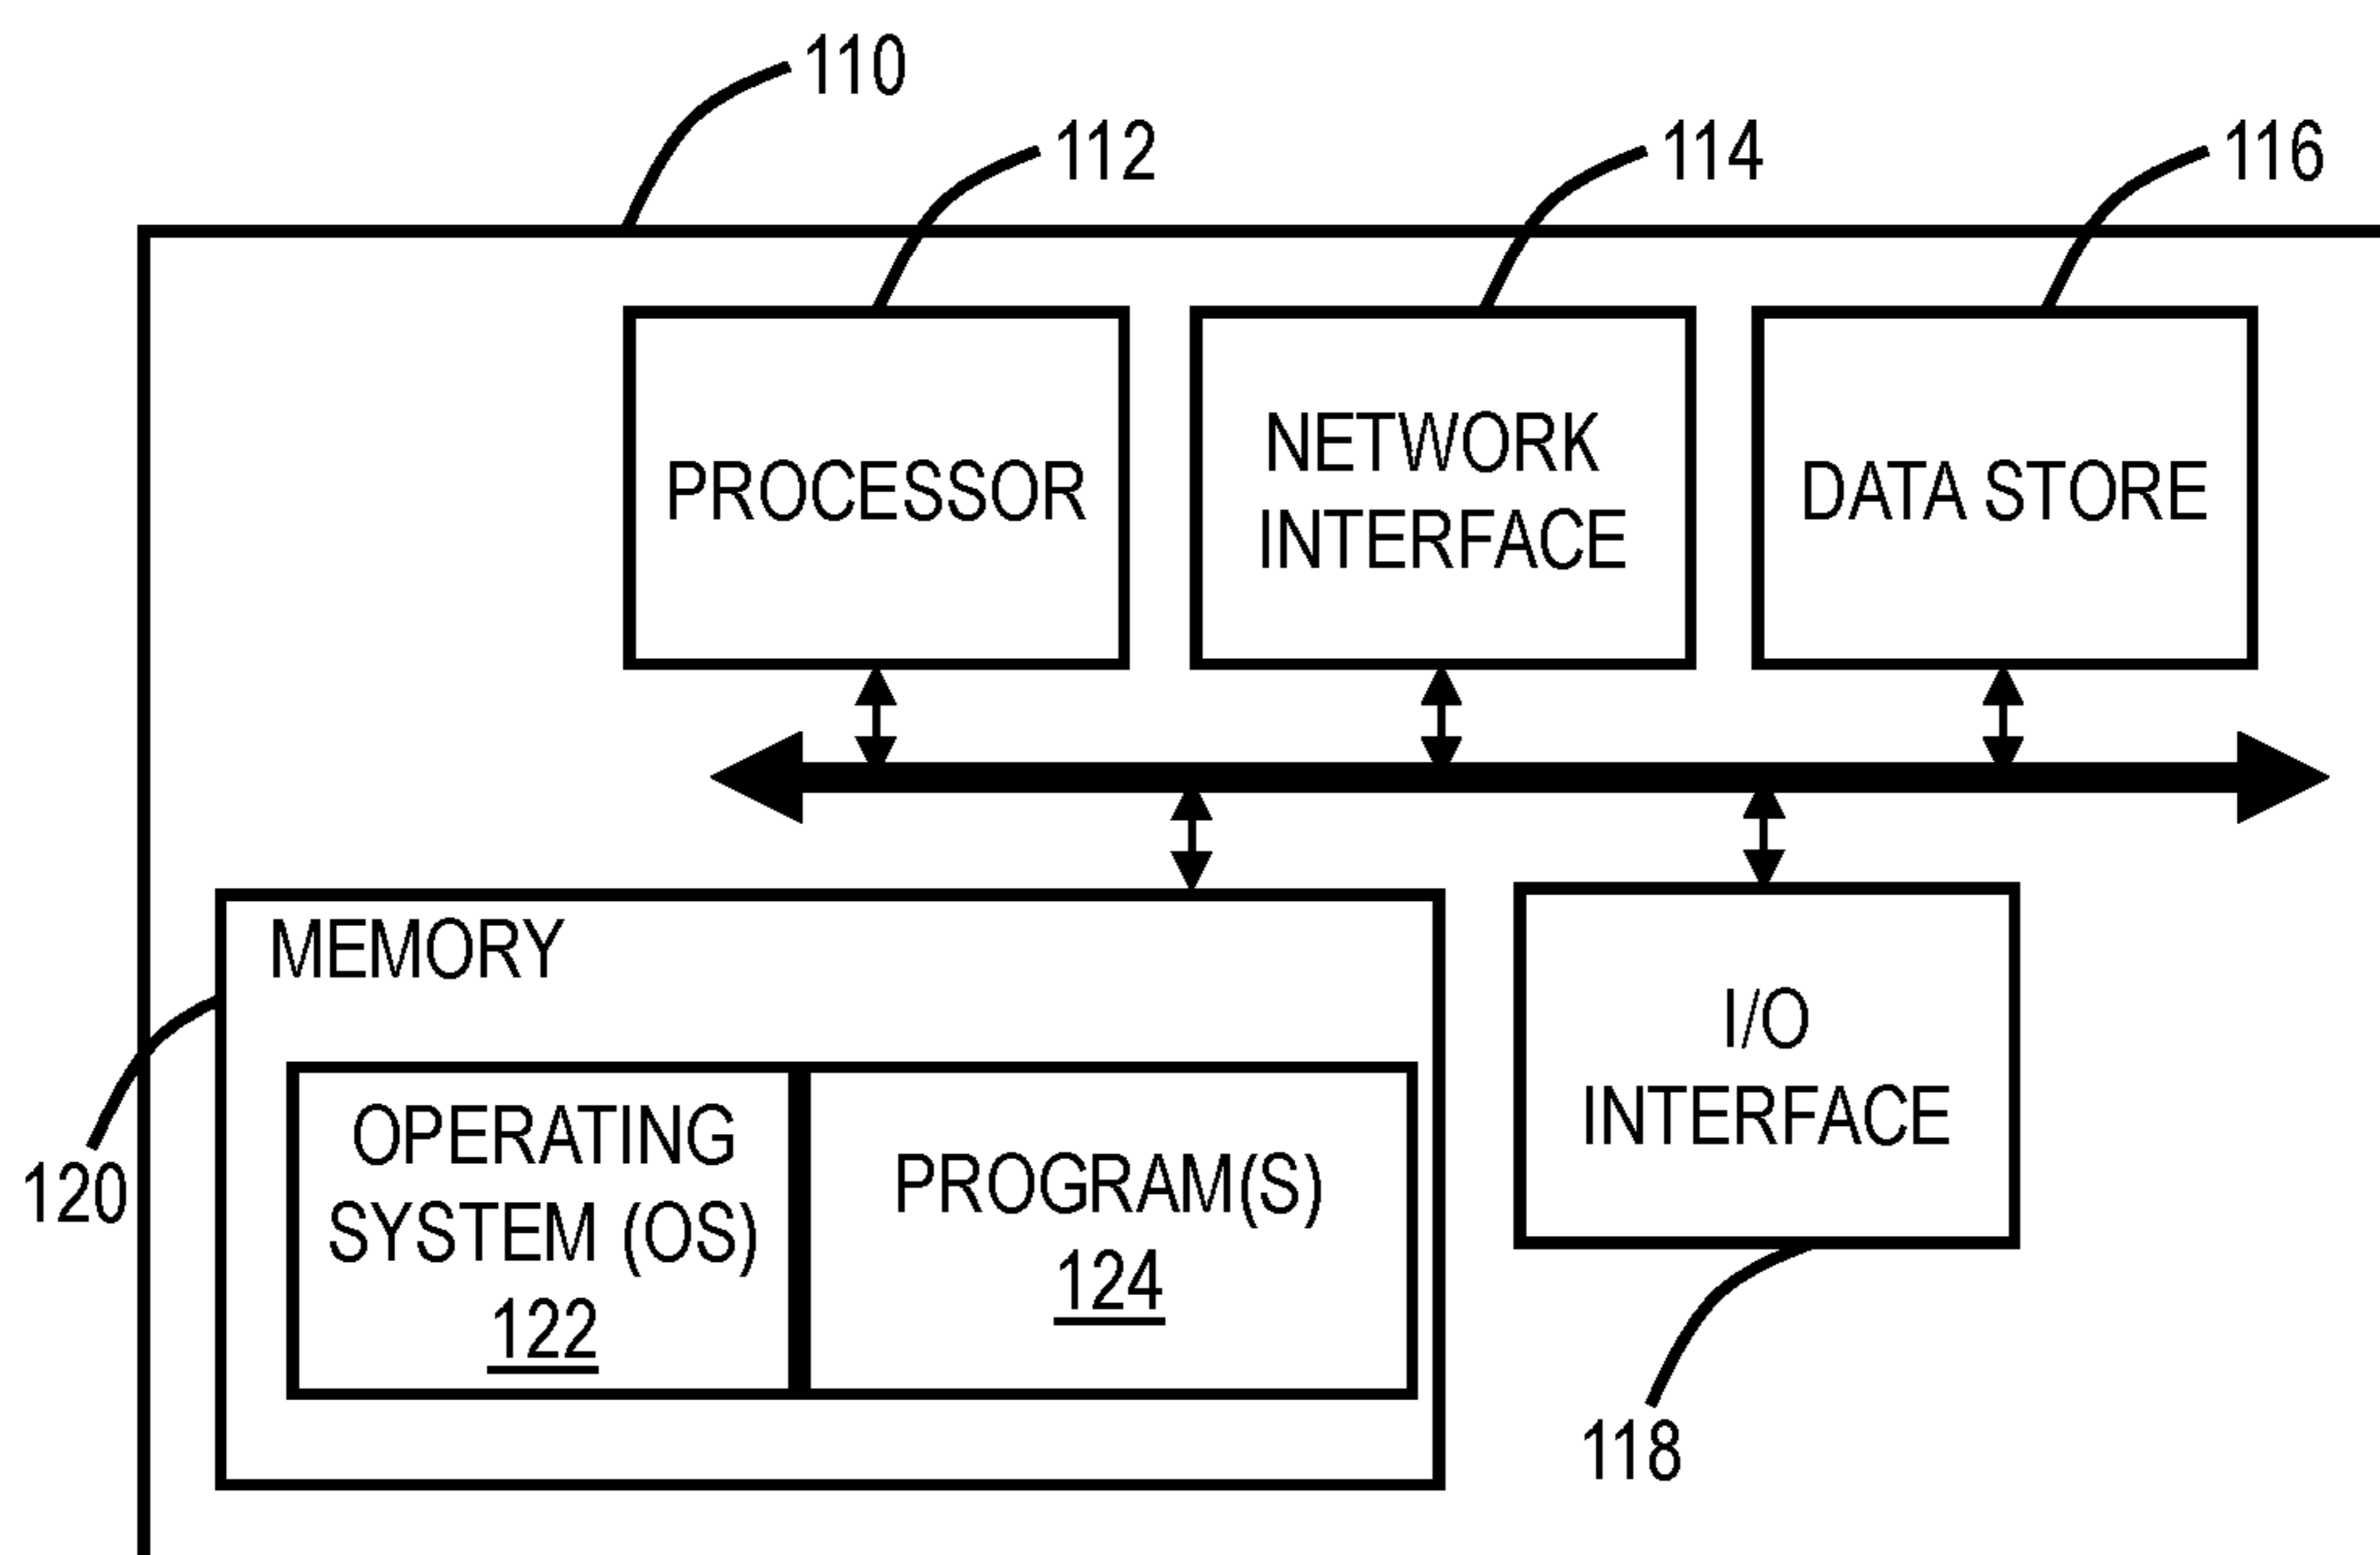 110
112
114
116
PROCESSOR
NETWORK
INTERFACE
DATA STORE
MEMORY
OPERATING
SYSTEM (OS)
122
PROGRAM(S)
124
I/O
INTERFACE
120
118